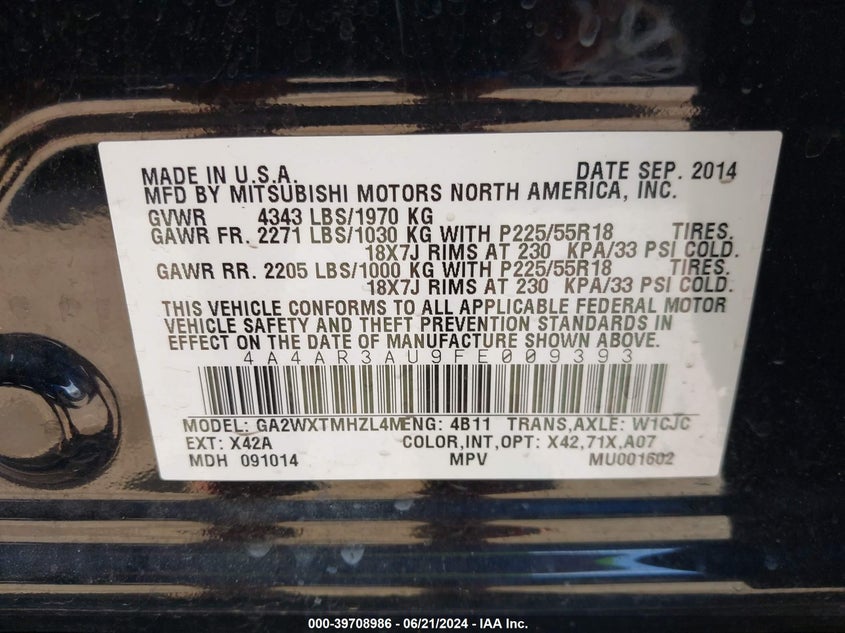 MADE IN U.S.A. DATE SEP. 2014
MFD BY MITSUBISHI MOTORS NORTH AMERICA, INC.
GVWR 4343 LBS/1970 KG
GAWR FR. 2271 LBS/1030 KG WITH P225/55R18 TIRES.
18X7J RIMS AT 230 KPA/33 PSI COLD.
GAWR RR. 2205 LBS/1000 KG WITH P225/55R18 TIRES.
18X7J RIMS AT 230 KPA/33 PSI COLD.
THIS VEHICLE CONFORMS TO ALL APPLICABLE FEDERAL MOTOR
VEHICLE SAFETY AND THEFT PREVENTION STANDARDS IN
EFFECT ON THE DATE OF MANUFACTURE SHOWN ABOVE.
4A4AR3AU9FE009393
MODEL: GA2WXTMHZL4M ENG: 4B11 TRANS,AXLE: W1CJC
EXT: X42A COLOR,INT,OPT: X42,71X,A07
MDH 091014 MPV MU001602
000-39708986 - 06/21/2024 - IAA Inc.